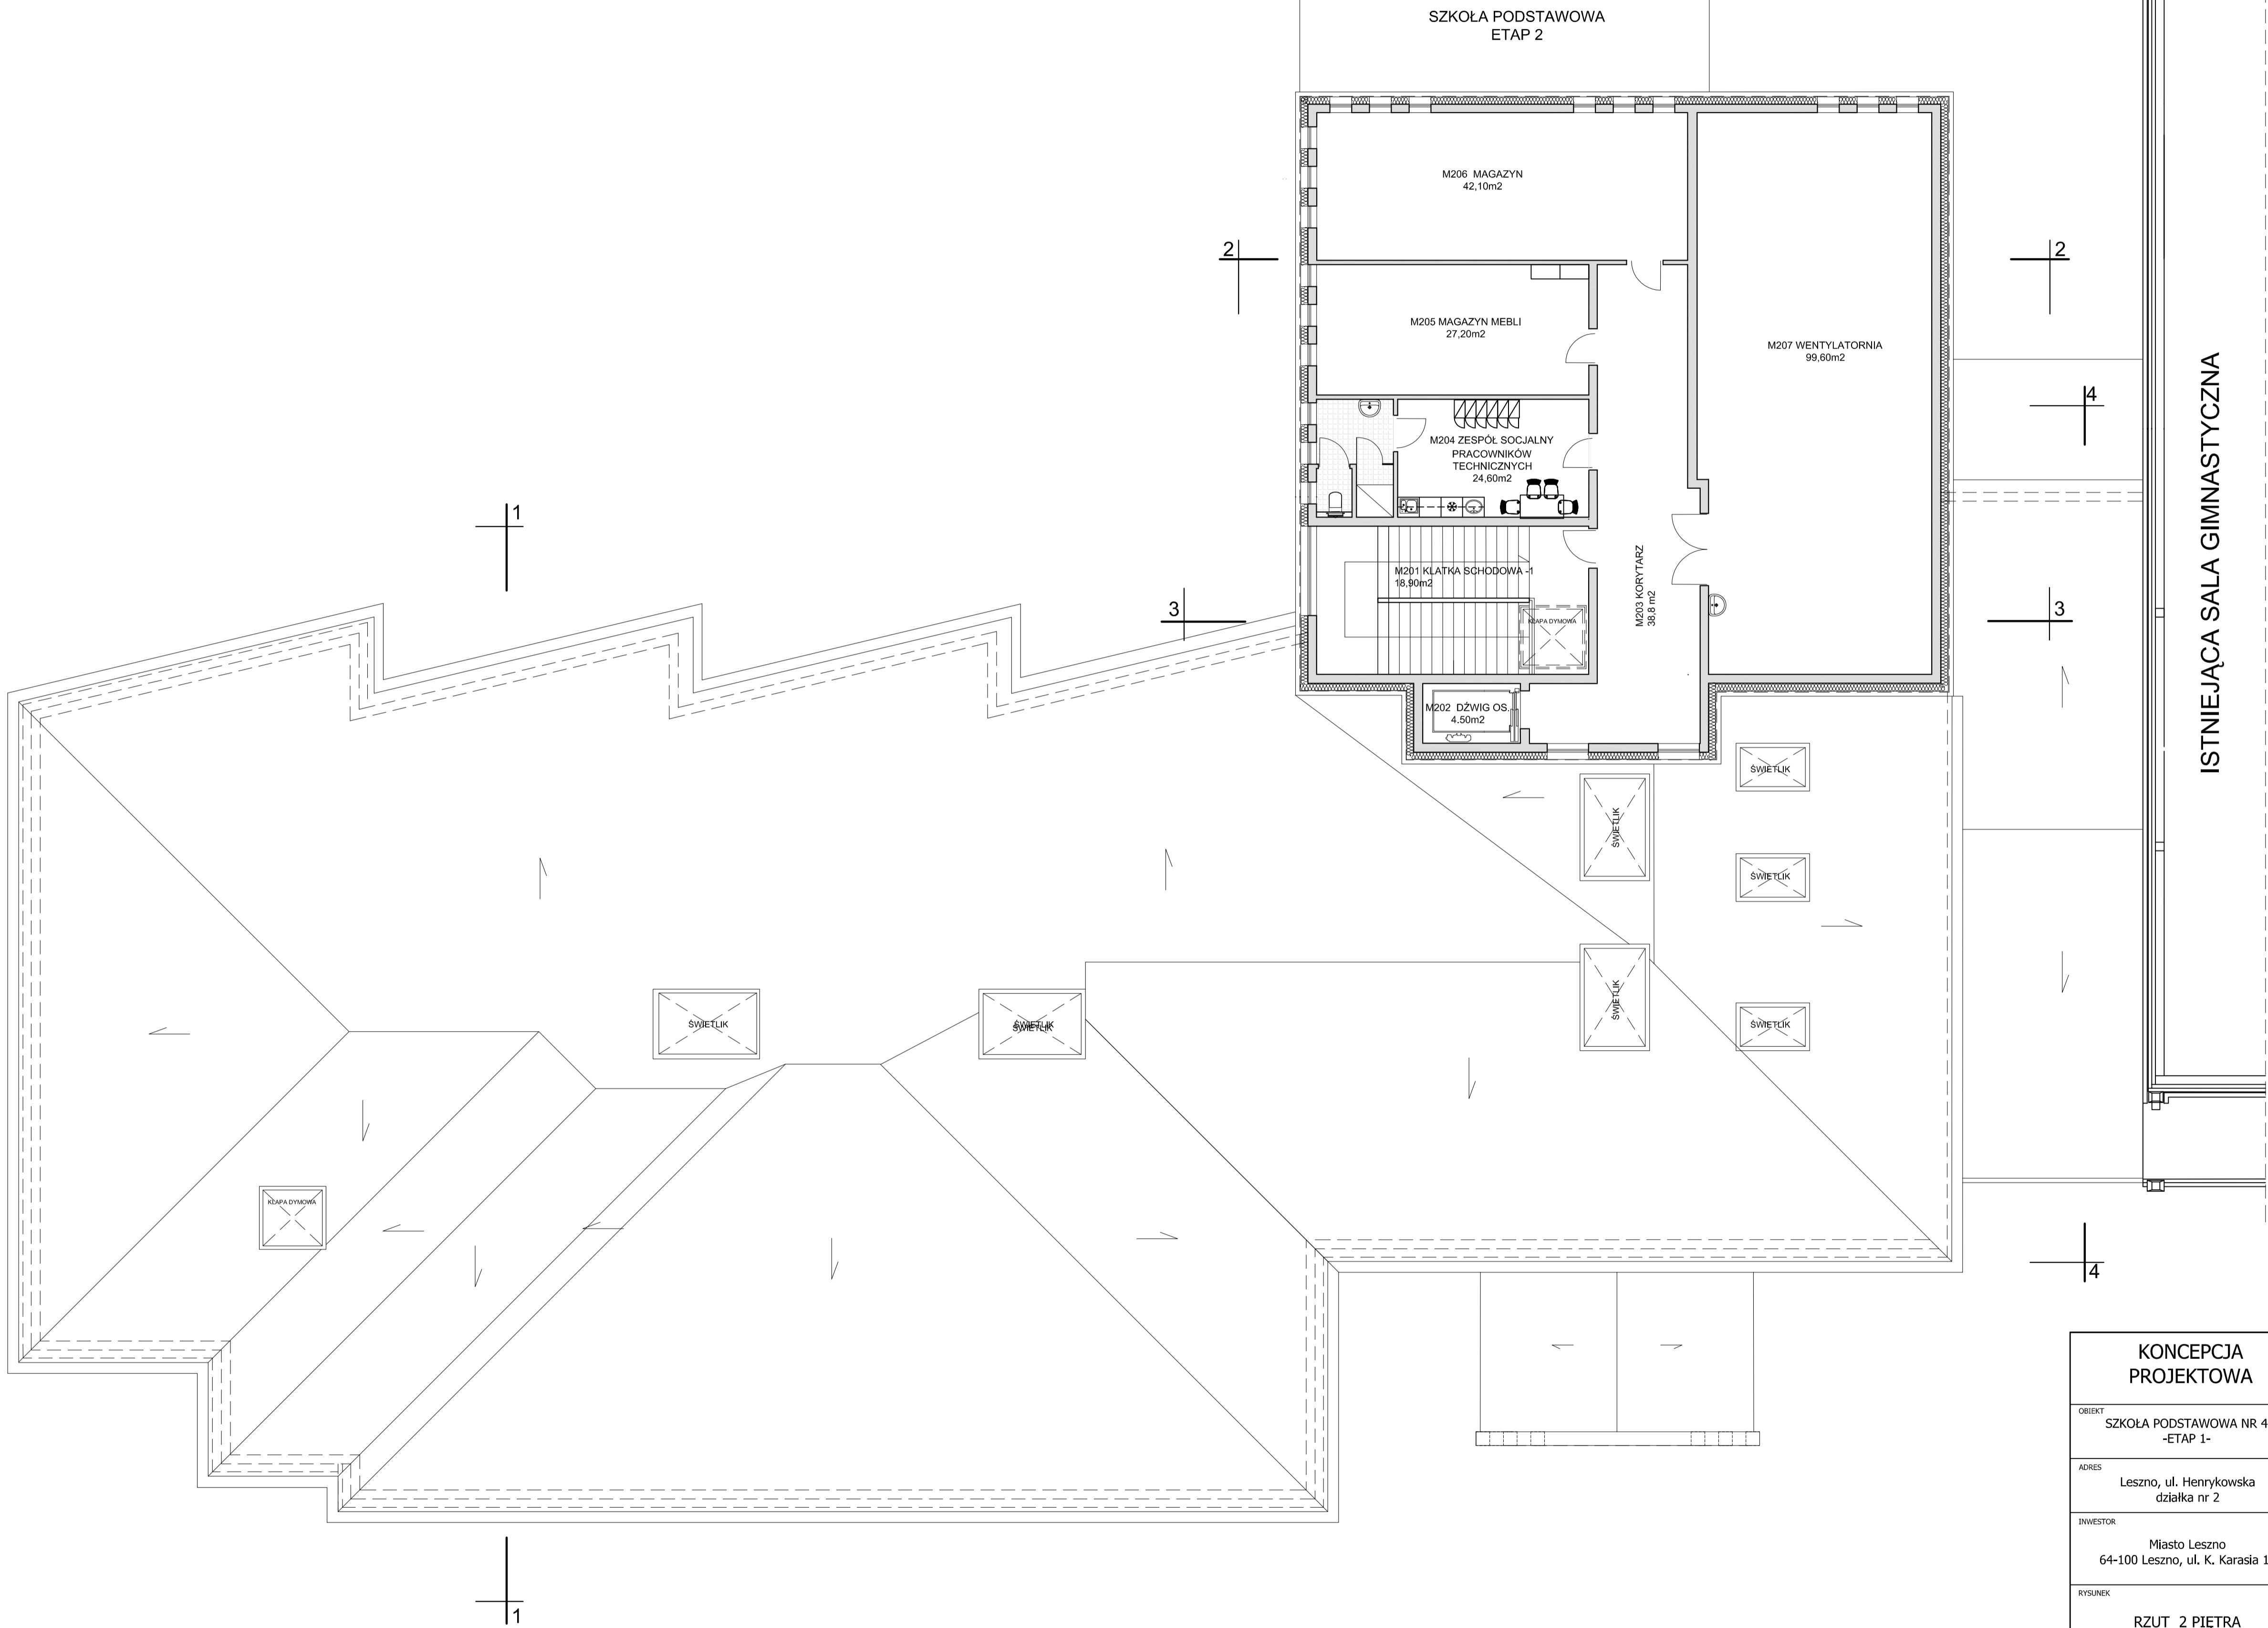 SZKOŁA PODSTAWOWA
ETAP 2
M206 MAGAZYN
42,10m2
2
2
M205 MAGAZYN MEBLI
27,20m2
M207 WENTYLATORNIA
99,60m2
ISTNIEJĄCA SALA GIMNASTYCZNA
4
M204 ZESPÓŁ SOCJALNY
PRACOWNIKÓW
TECHNICZNYCH
24,60m2
1
M201 KLATKA SCHODOWA -1
18,90m2
M203 KORYTARZ
38,8 m2
3
3
KLAPA DYMOWA
M202 DŹWIG OS.
4.50m2
ŚWIETLIK
ŚWIETLIK
ŚWIETLIK
ŚWIETLIK
ŚWIETLIK
ŚWIETLIK
ŚWIETLIK
ŚWIETLIK
KLAPA DYMOWA
4
1
KONCEPCJA
PROJEKTOWA
OBIEKT
SZKOŁA PODSTAWOWA NR 4
-ETAP 1-
ADRES
Leszno, ul. Henrykowska
działka nr 2
INWESTOR
Miasto Leszno
64-100 Leszno, ul. K. Karasia 1
RYSUNEK
RZUT 2 PIĘTRA